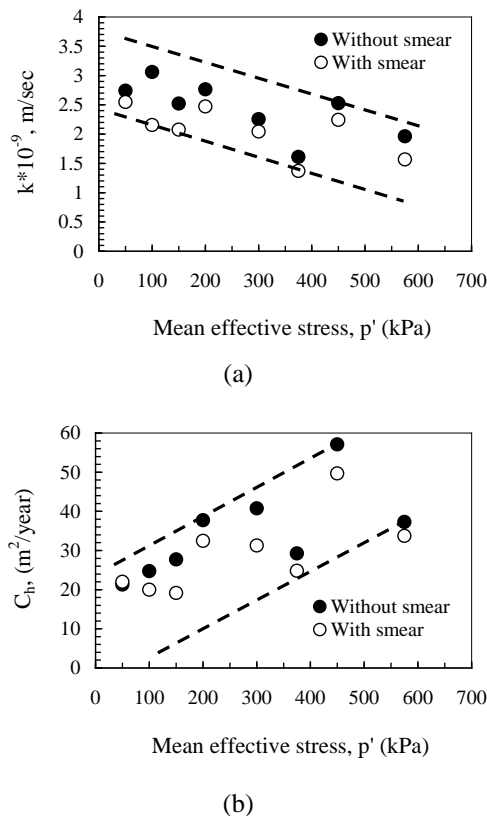 4
3.5
3
2.5
2
1.5
1
0.5
0
k*10⁻⁹, m/sec
Without smear
With smear
0 100 200 300 400 500 600 700
Mean effective stress, p' (kPa)
(a)
60
50
40
30
20
10
0
Cₕ, (m²/year)
Without smear
With smear
0 100 200 300 400 500 600 700
Mean effective stress, p' (kPa)
(b)